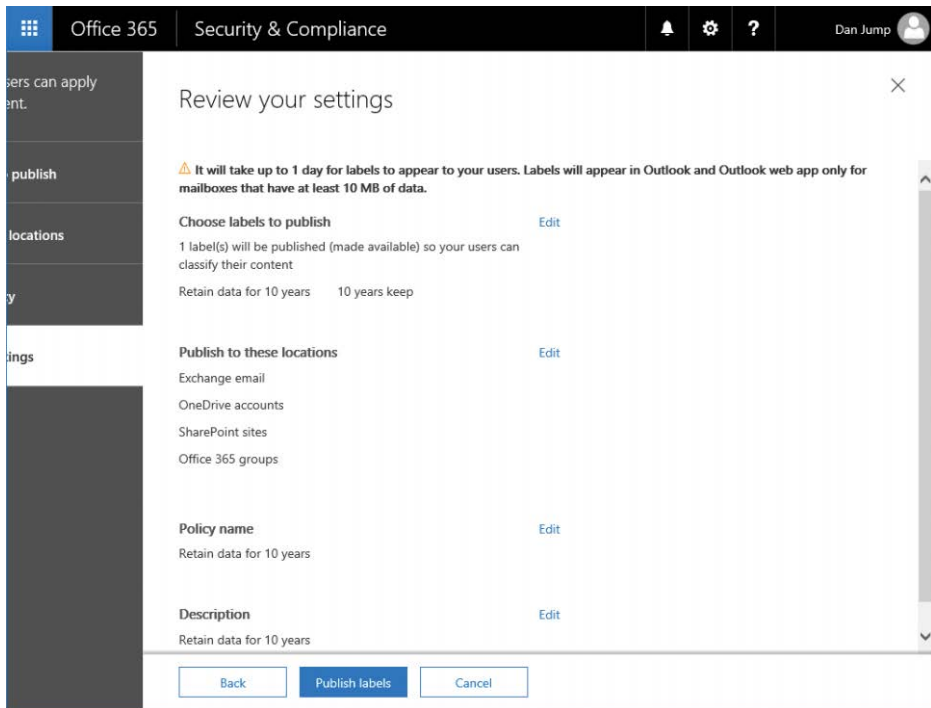 Office 365 Security & Compliance ? Dan Jump
sers can apply
ent.
publish
locations
y
ings
Review your settings
It will take up to 1 day for labels to appear to your users. Labels will appear in Outlook and Outlook web app only for
mailboxes that have at least 10 MB of data.
Choose labels to publish Edit
1 label(s) will be published (made available) so your users can
classify their content
Retain data for 10 years 10 years keep
Publish to these locations Edit
Exchange email
OneDrive accounts
SharePoint sites
Office 365 groups
Policy name Edit
Retain data for 10 years
Description Edit
Retain data for 10 years
Back Publish labels Cancel